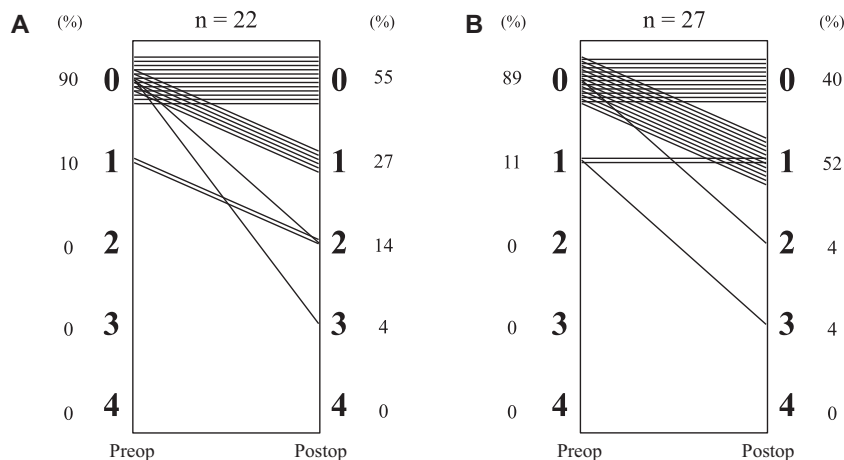 A
(%) n = 22 (%)
90 0 0 55
10 1 1 27
0 2 2 14
0 3 3 4
0 4 4 0
Preop Postop
B
(%) n = 27 (%)
89 0 0 40
11 1 1 52
0 2 2 4
0 3 3 4
0 4 4 0
Preop Postop